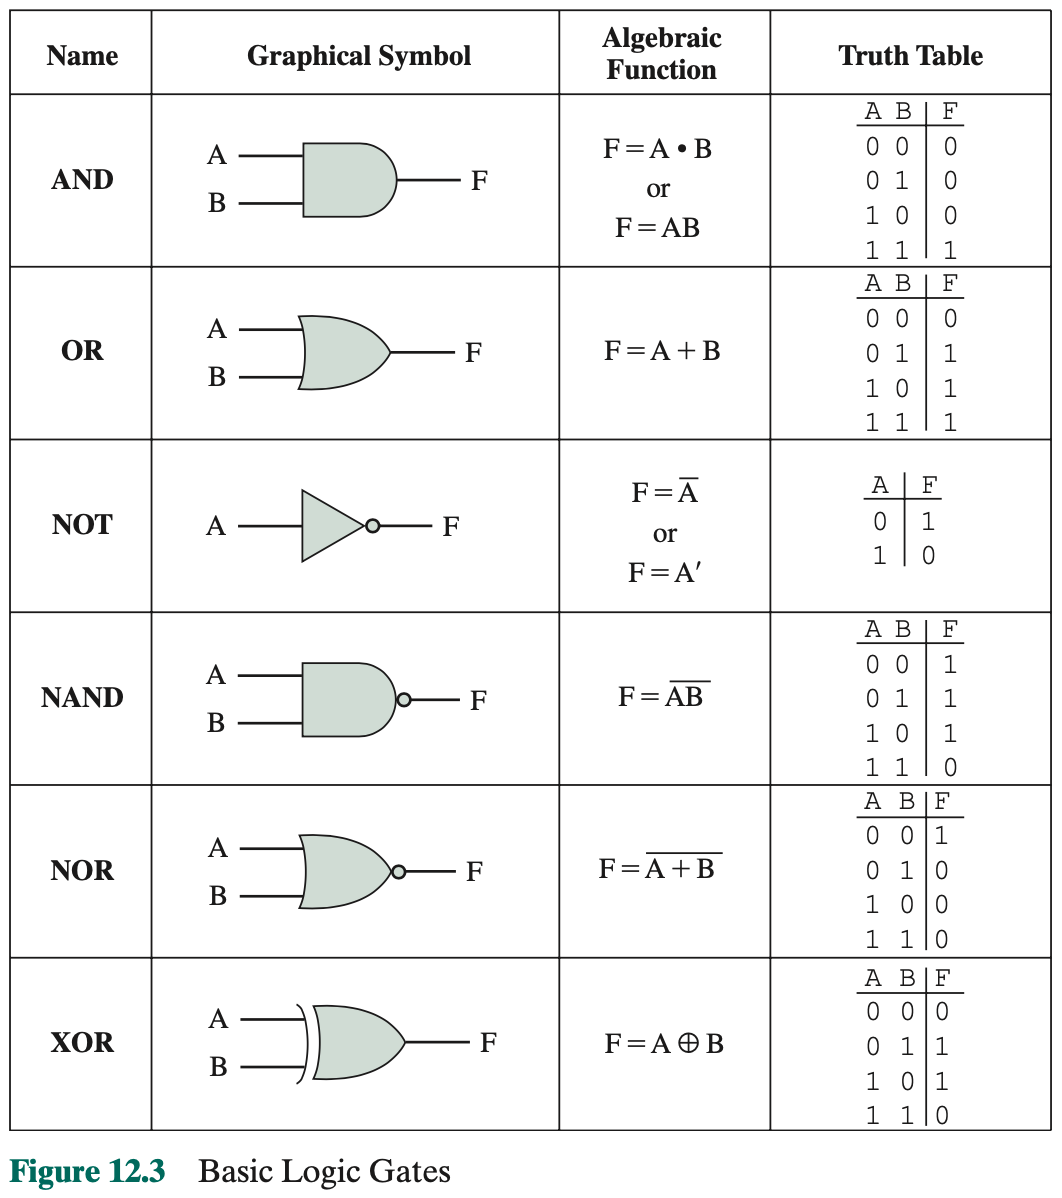 Name Graphical Symbol Algebraic Function Truth Table
AND
A
B
F
F = A • B
or
F = AB
A B F
0 0 0
0 1 0
1 0 0
1 1 1
OR
A
B
F
F = A + B
A B F
0 0 0
0 1 1
1 0 1
1 1 1
NOT
A
F
F = A̅
or
F = A′
A F
0 1
1 0
NAND
A
B
F
F = A̅B̅
A B F
0 0 1
0 1 1
1 0 1
1 1 0
NOR
A
B
F
F = A̅ ̅+̅ ̅B̅
A B F
0 0 1
0 1 0
1 0 0
1 1 0
XOR
A
B
F
F = A ⊕ B
A B F
0 0 0
0 1 1
1 0 1
1 1 0
Figure 12.3 Basic Logic Gates